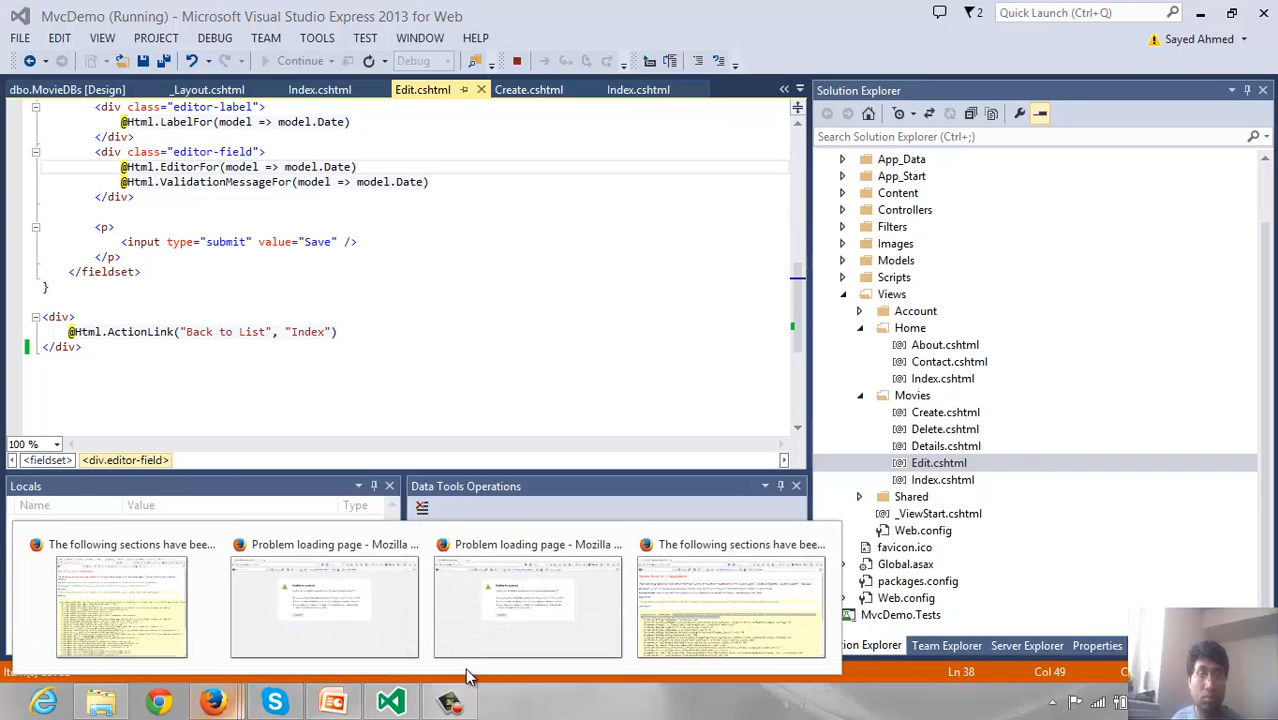 MvcDemo (Running) - Microsoft Visual Studio Express 2013 for Web
2
Quick Launch (Ctrl+Q)
FILE EDIT VIEW PROJECT DEBUG TEAM TOOLS TEST WINDOW HELP
Sayed Ahmed
Continue Debug
dbo.MovieDBs [Design] _Layout.cshtml Index.cshtml Edit.cshtml Create.cshtml Index.cshtml
<div class="editor-label">
@Html.LabelFor(model => model.Date)
</div>
<div class="editor-field">
@Html.EditorFor(model => model.Date)
@Html.ValidationMessageFor(model => model.Date)
</div>
<p>
<input type="submit" value="Save" />
</p>
</fieldset>
}
<div>
@Html.ActionLink("Back to List", "Index")
</div>
100 %
<fieldset> <div.editor-field>
Locals
Name Value Type
Data Tools Operations
The following sections have bee...
Problem loading page - Mozilla ...
Problem loading page - Mozilla ...
The following sections have bee...
Solution Explorer
Search Solution Explorer (Ctrl+;)
App_Data
App_Start
Content
Controllers
Filters
Images
Models
Scripts
Views
Account
Home
About.cshtml
Contact.cshtml
Index.cshtml
Movies
Create.cshtml
Delete.cshtml
Details.cshtml
Edit.cshtml
Index.cshtml
Shared
_ViewStart.cshtml
Web.config
favicon.ico
Global.asax
packages.config
Web.config
MvcDemo.Tests
Explorer Team Explorer Server Explorer Properties
Ln 38 Col 49